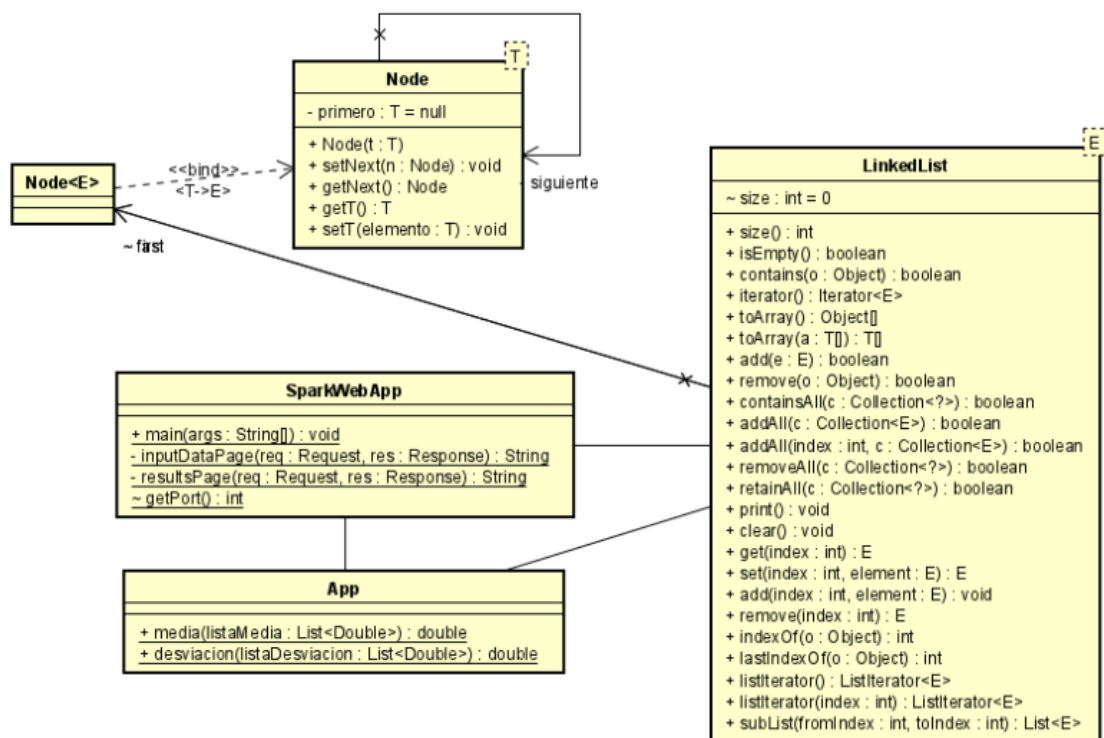 T
Node
- primero : T = null
+ Node(t : T)
+ setNext(n : Node) : void
+ getNext() : Node
+ getT() : T
+ setT(elemento : T) : void
- siguiente
<<bind>>
<T->E>
Node<E>
~ first
E
LinkedList
~ size : int = 0
+ size() : int
+ isEmpty() : boolean
+ contains(o : Object) : boolean
+ iterator() : Iterator<E>
+ toArray() : Object[]
+ toArray(a : T[]) : T[]
+ add(e : E) : boolean
+ remove(o : Object) : boolean
+ containsAll(c : Collection<?>) : boolean
+ addAll(c : Collection<E>) : boolean
+ addAll(index : int, c : Collection<E>) : boolean
+ removeAll(c : Collection<?>) : boolean
+ retainAll(c : Collection<?>) : boolean
+ print() : void
+ clear() : void
+ get(index : int) : E
+ set(index : int, element : E) : E
+ add(index : int, element : E) : void
+ remove(index : int) : E
+ indexOf(o : Object) : int
+ lastIndexOf(o : Object) : int
+ listIterator() : ListIterator<E>
+ listIterator(index : int) : ListIterator<E>
+ subList(fromIndex : int, toIndex : int) : List<E>
SparkWebApp
+ main(args : String[]) : void
- inputDataPage(req : Request, res : Response) : String
- resultsPage(req : Request, res : Response) : String
~ getPort() : int
App
+ media(listaMedia : List<Double>) : double
+ desviacion(listaDesviacion : List<Double>) : double